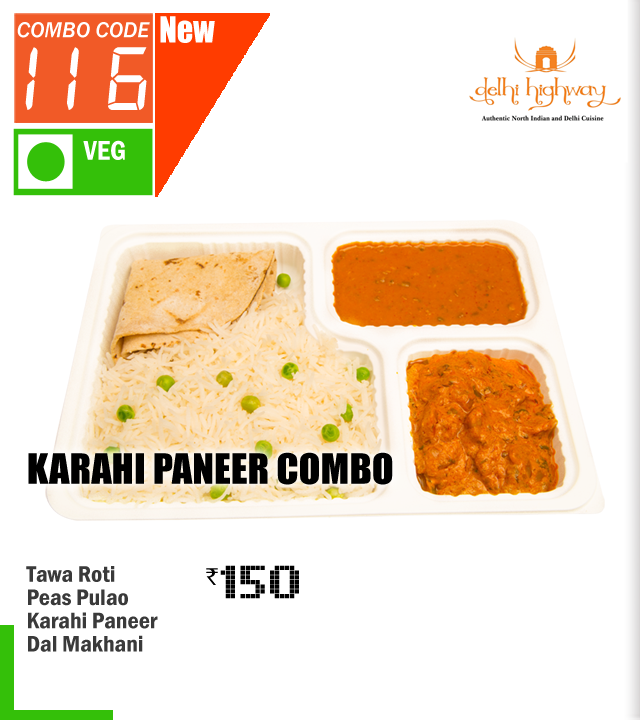 COMBO CODE
116
New
VEG
delhi highway
Authentic North Indian and Delhi Cuisine
KARAHI PANEER COMBO
Tawa Roti
₹150
Peas Pulao
Karahi Paneer
Dal Makhani